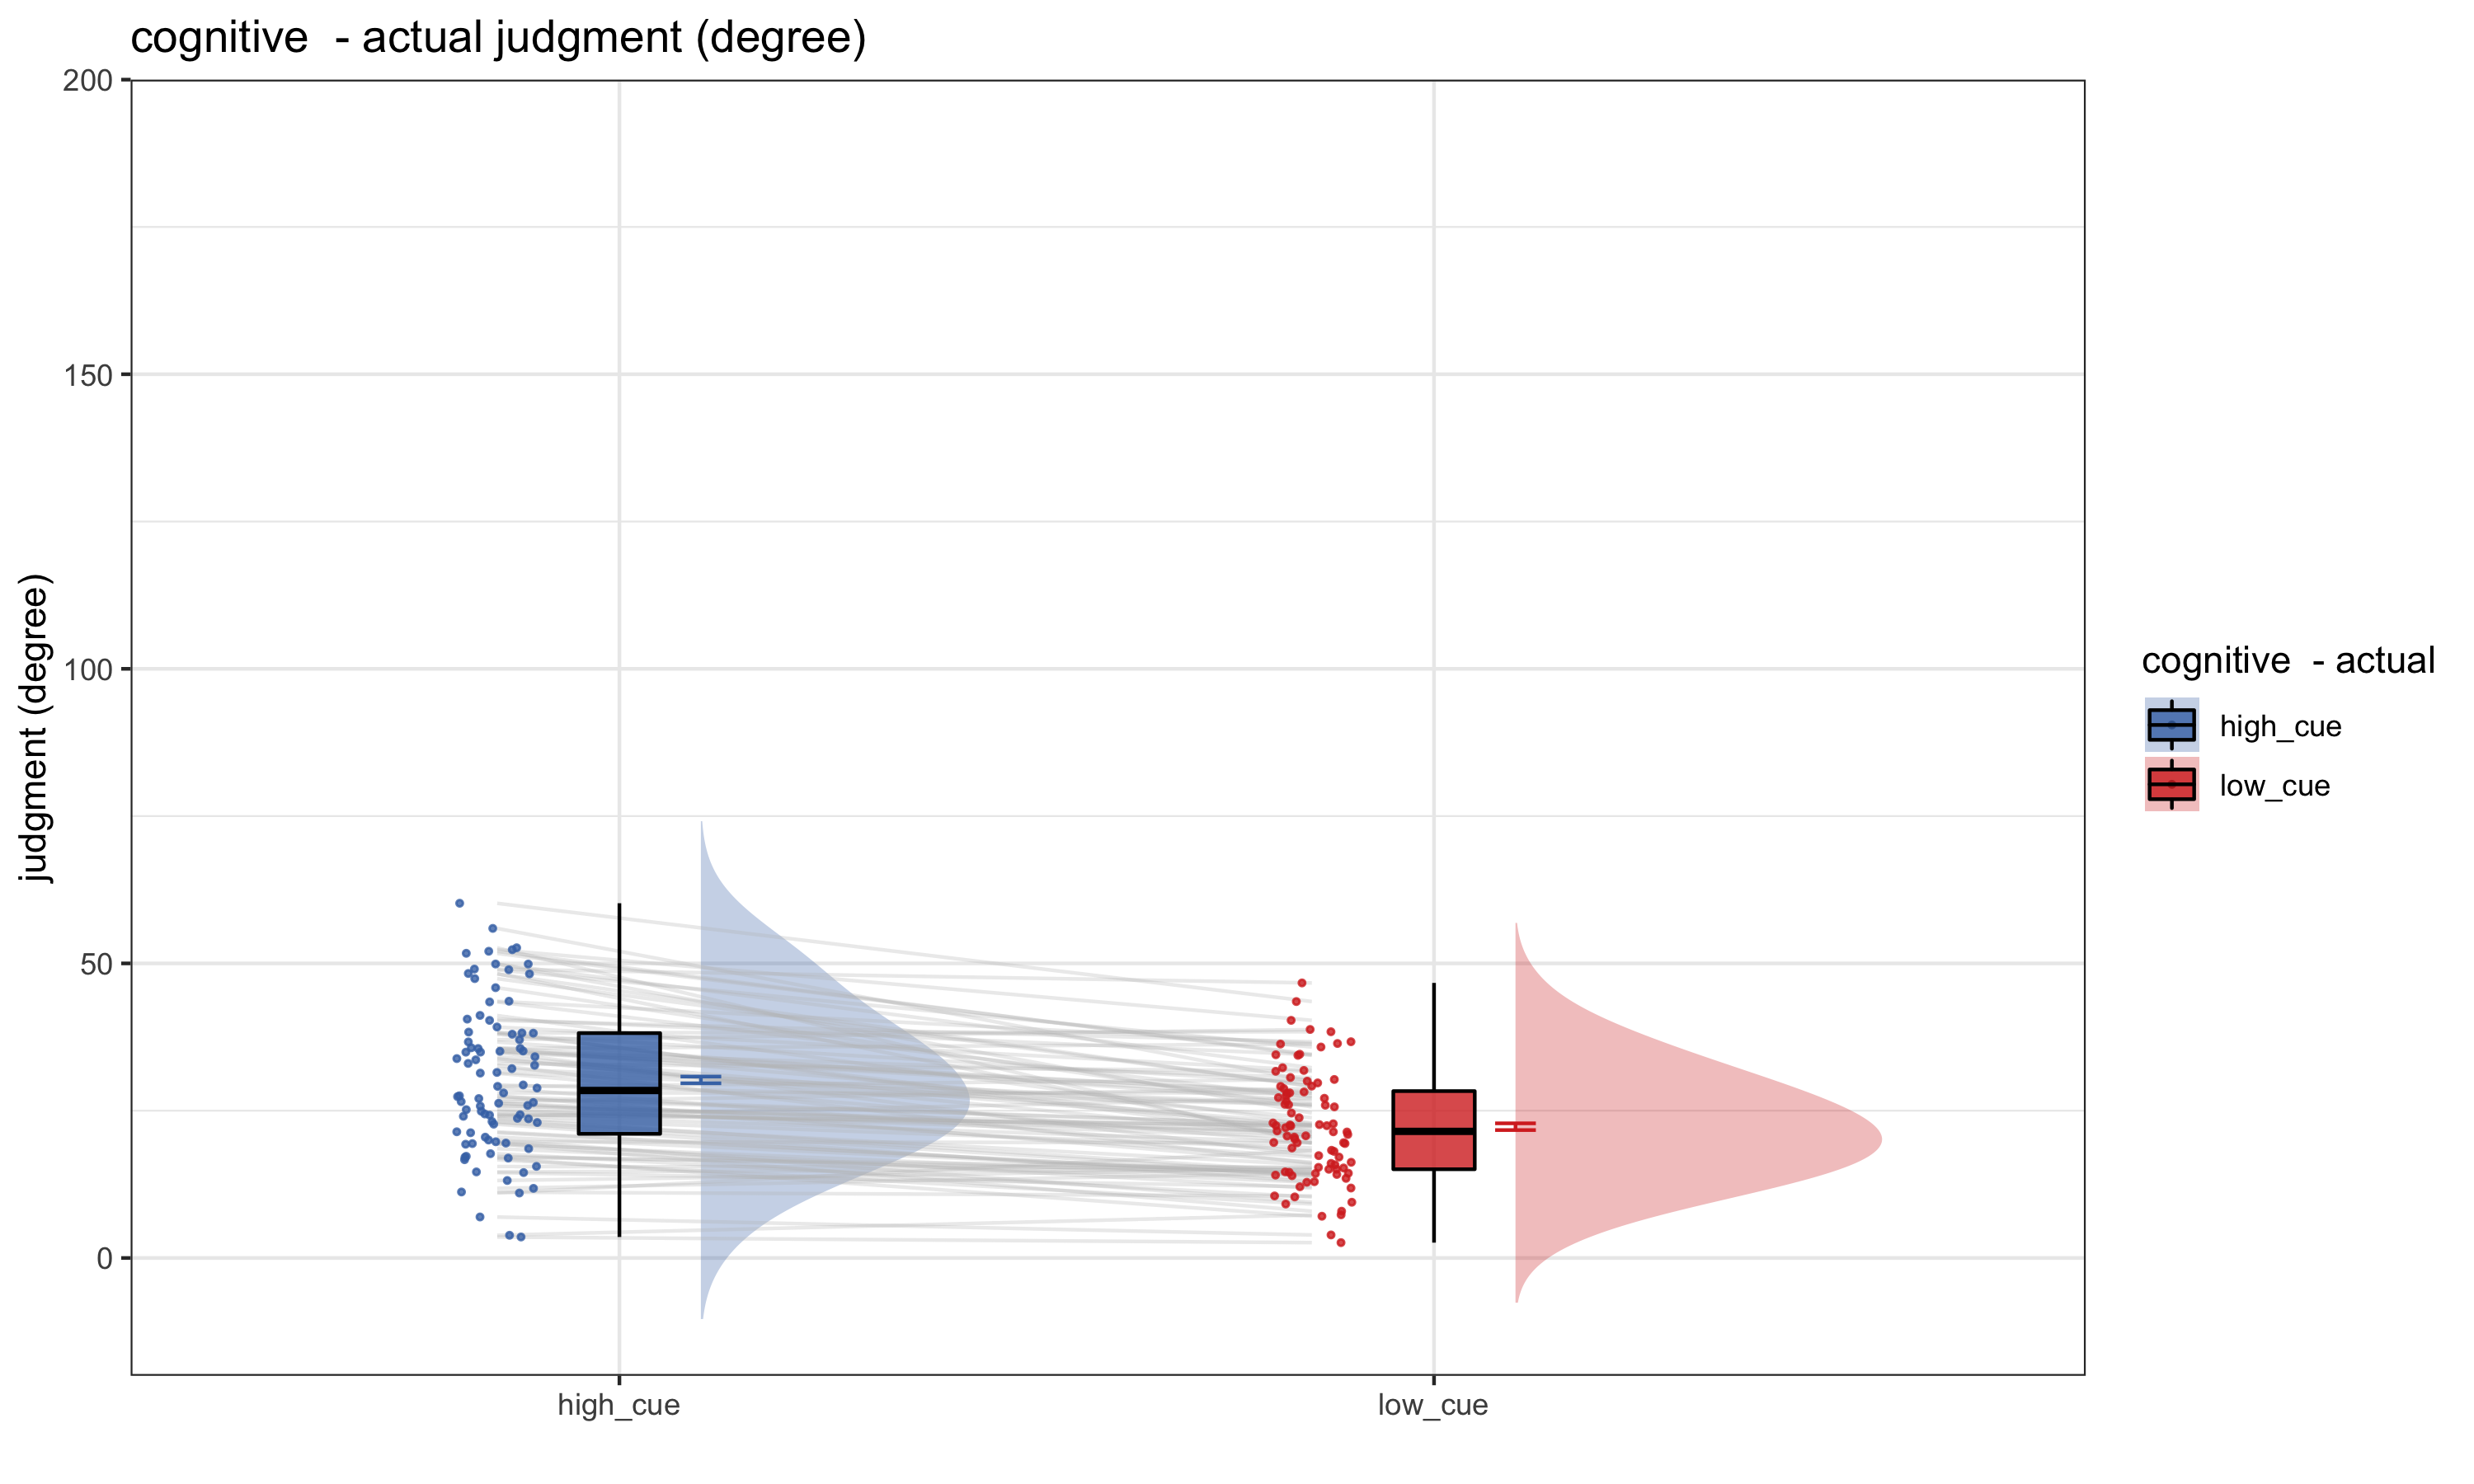 cognitive  - actual judgment (degree)
200
150
100
50
0
judgment (degree)
high_cue
low_cue
cognitive  - actual
high_cue
low_cue